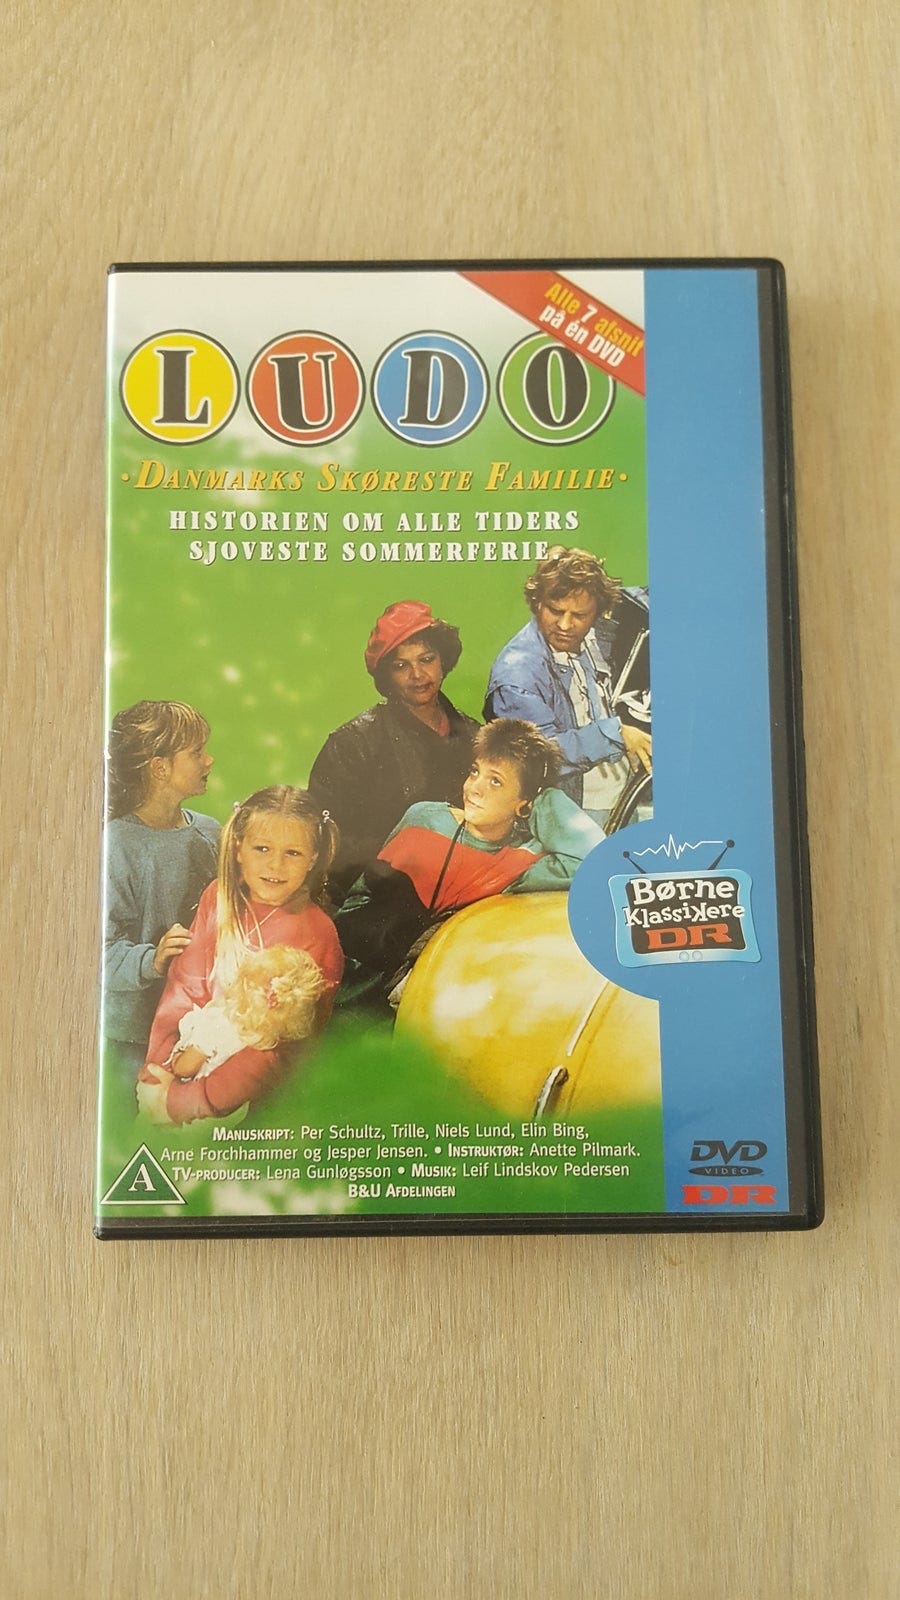 Alle 7 afsnit
på én DVD
LUDO
· DANMARKS SKØRESTE FAMILIE ·
HISTORIEN OM ALLE TIDERS
SJOVESTE SOMMERFERIE.
Børne
Klassikere
DR
MANUSKRIPT: Per Schultz, Trille, Niels Lund, Elin Bing,
Arne Forchhammer og Jesper Jensen. • INSTRUKTØR: Anette Pilmark.
TV-PRODUCER: Lena Gunløgsson • MUSIK: Leif Lindskov Pedersen
B&U AFDELINGEN
A
DVD
VIDEO
DR